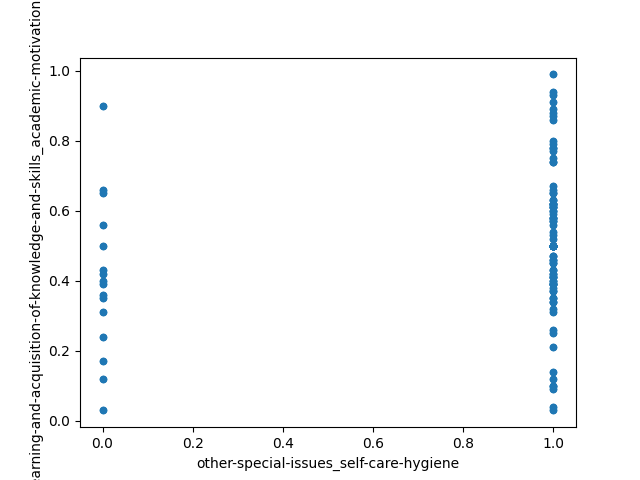 earning-and-acquisition-of-knowledge-and-skills_academic-motivation
1.0
0.8
0.6
0.4
0.2
0.0
0.0 0.2 0.4 0.6 0.8 1.0
other-special-issues_self-care-hygiene